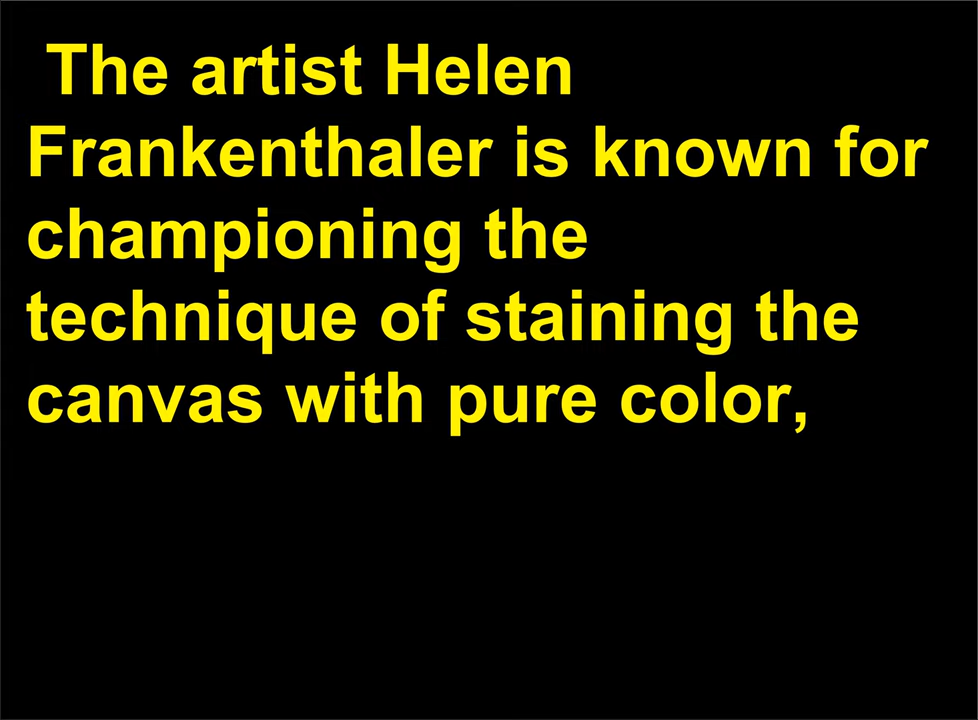 The artist Helen
Frankenthaler is known for
championing the
technique of staining the
canvas with pure color,